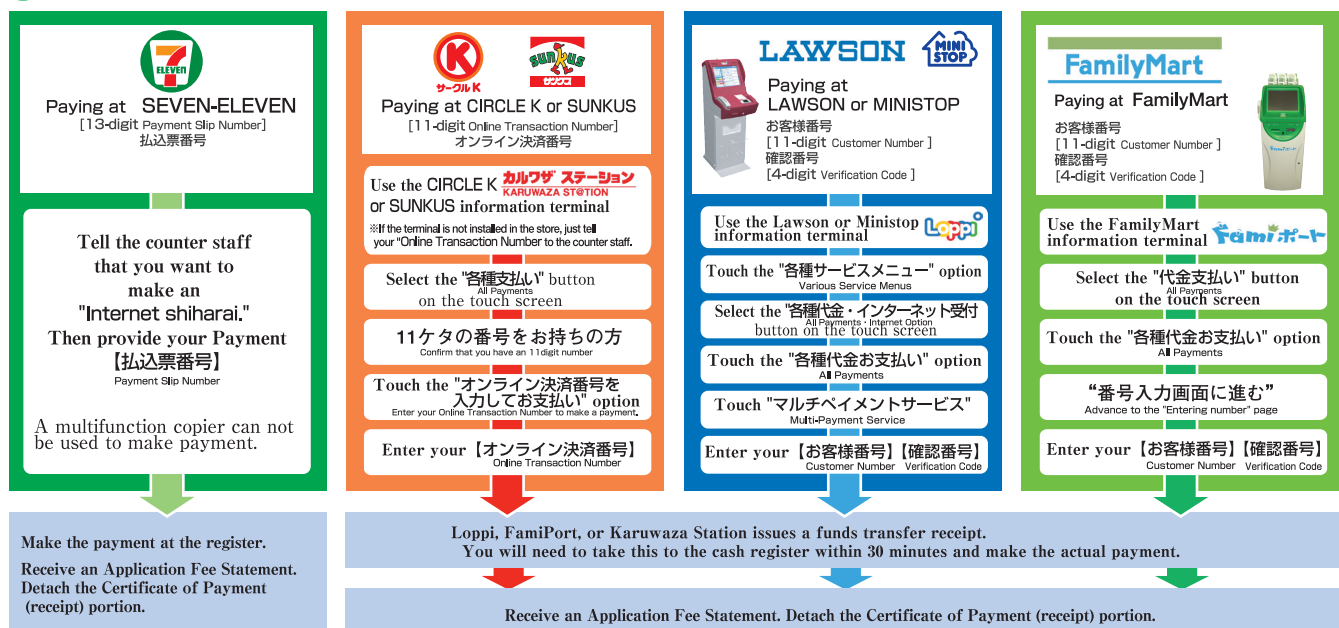 7
ELEVEN
Paying at SEVEN-ELEVEN
[13-digit Payment Slip Number]
払込票番号
Tell the counter staff
that you want to
make an
"Internet shiharai."
Then provide your Payment
【払込票番号】
Payment Slip Number
A multifunction copier can not
be used to make payment.
Make the payment at the register.
Receive an Application Fee Statement.
Detach the Certificate of Payment
(receipt) portion.
K
サークルK
sunkus
サンクス
Paying at CIRCLE K or SUNKUS
[11-digit Online Transaction Number]
オンライン決済番号
Use the CIRCLE K カルワザ ステーション
KARUWAZA ST@TION
or SUNKUS information terminal
※If the terminal is not installed in the store, just tell
your "Online Transaction Number to the counter staff.
Select the "各種支払い" button
All Payments
on the touch screen
11ケタの番号をお持ちの方
Confirm that you have an 11digit number
Touch the "オンライン決済番号を
入力してお支払い" option
Enter your Online Transaction Number to make a payment.
Enter your 【オンライン決済番号】
Online Transaction Number
LAWSON
MINI
STOP
Paying at
LAWSON or MINISTOP
お客様番号
[11-digit Customer Number ]
確認番号
[4-digit Verification Code ]
Use the Lawson or Ministop
information terminal Loppi
Touch the "各種サービスメニュー" option
Various Service Menus
Select the "各種代金・インターネット受付
All Payments・Internet Option
button on the touch screen
Touch the "各種代金お支払い" option
All Payments
Touch "マルチペイメントサービス"
Multi-Payment Service
Enter your 【お客様番号】【確認番号】
Customer Number Verification Code
FamilyMart
Paying at FamilyMart
お客様番号
[11-digit Customer Number ]
確認番号
[4-digit Verification Code ]
Famiポート
Use the FamilyMart
information terminal Famiポート
Select the "代金支払い" button
All Payments
on the touch screen
Touch the "各種代金お支払い" option
All Payments
“番号入力画面に進む”
Advance to the "Entering number" page
Enter your 【お客様番号】【確認番号】
Customer Number Verification Code
Loppi, FamiPort, or Karuwaza Station issues a funds transfer receipt.
You will need to take this to the cash register within 30 minutes and make the actual payment.
Receive an Application Fee Statement. Detach the Certificate of Payment (receipt) portion.